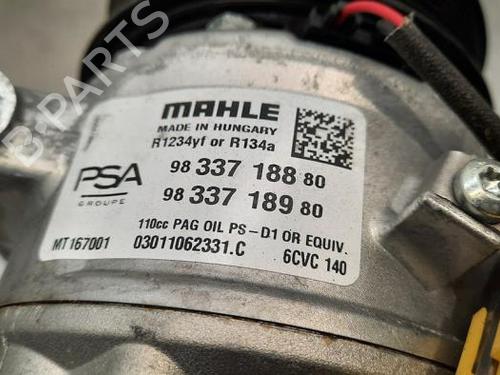 MAHLE
MADE IN HUNGARY
R1234yf or R134a
98 337 188 80
98 337 189 80
PSA
GROUPE
110cc PAG OIL PS-D1 OR EQUIV.
MT167001 03011062331.C 6CVC 140
B-PARTS